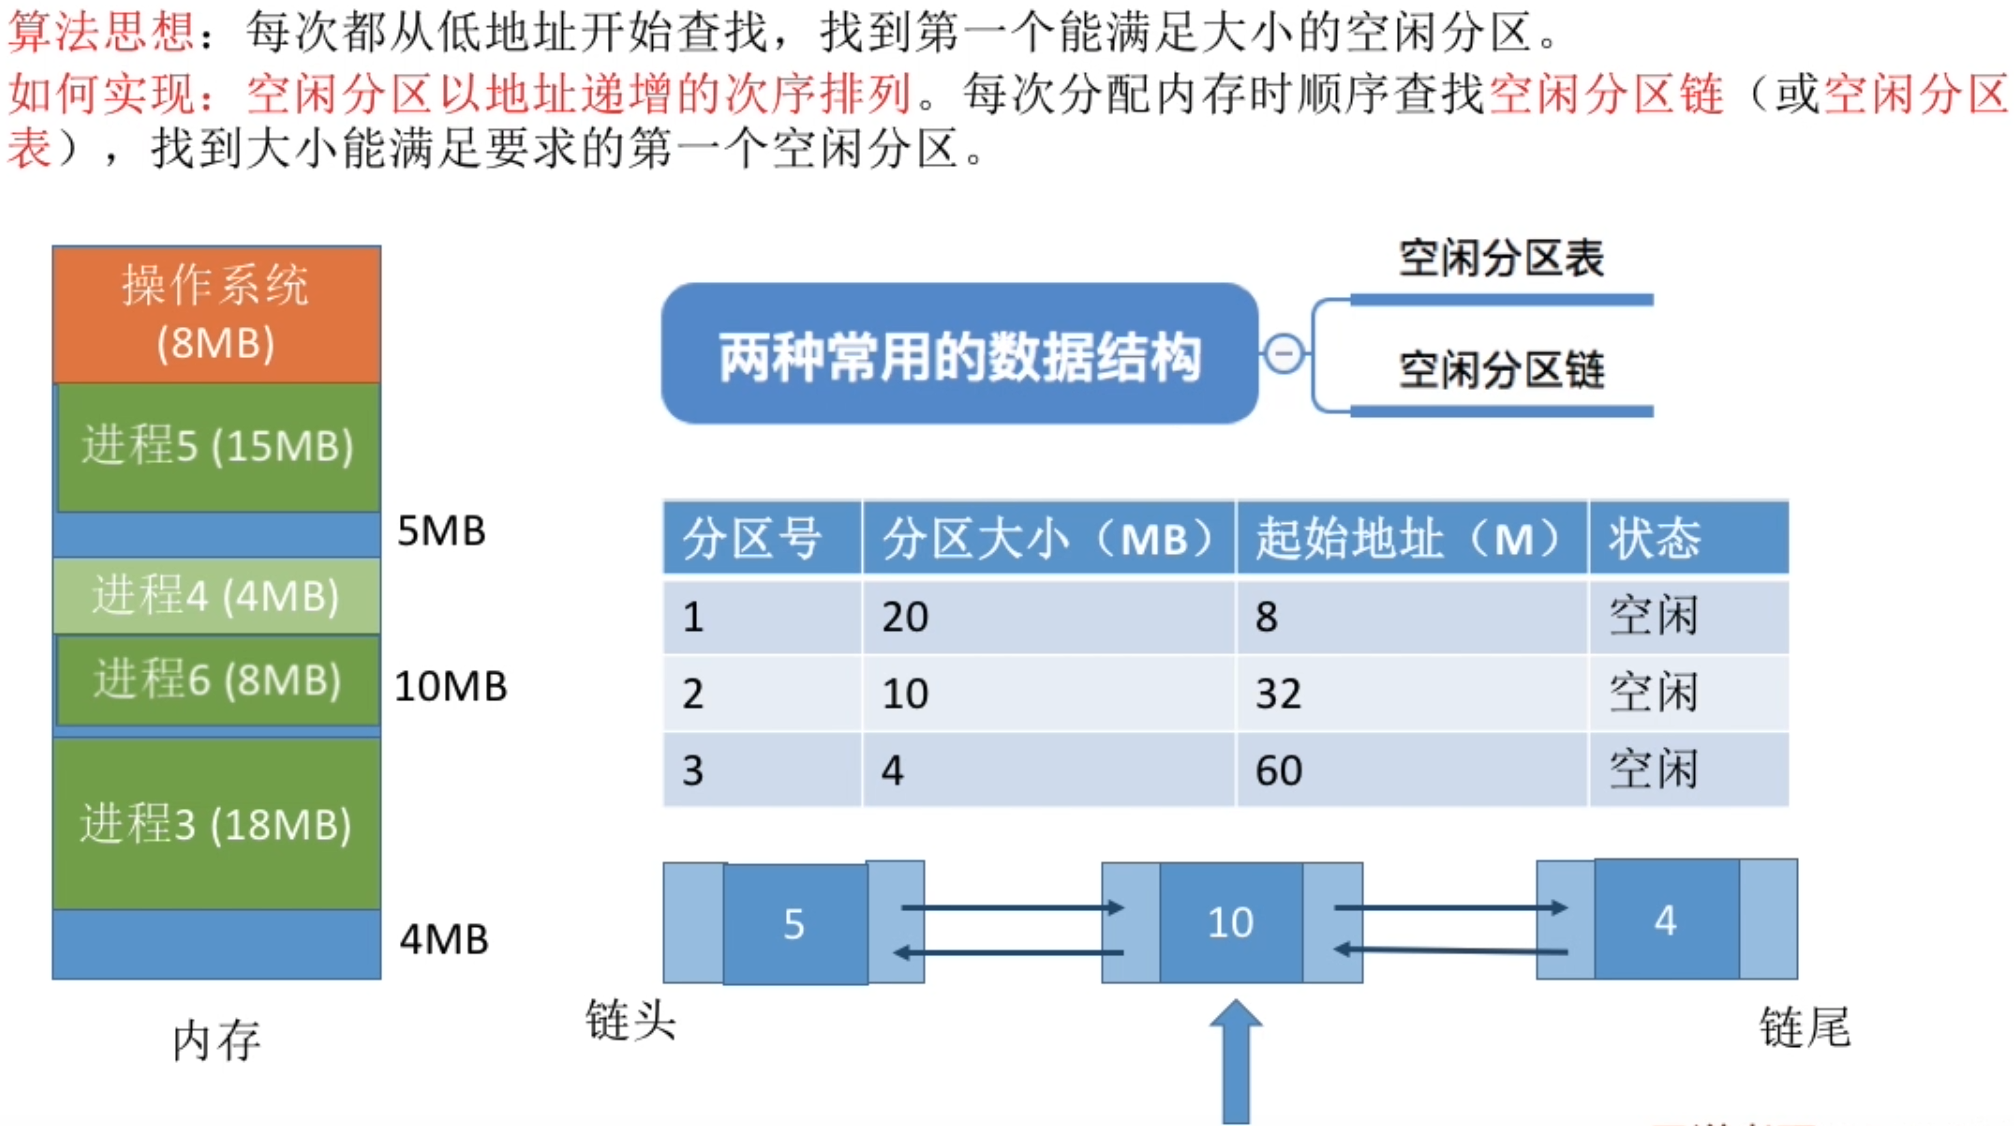 算法思想：每次都从低地址开始查找，找到第一个能满足大小的空闲分区。
如何实现：空闲分区以地址递增的次序排列。每次分配内存时顺序查找空闲分区链（或空闲分区
表），找到大小能满足要求的第一个空闲分区。
操作系统
(8MB)
进程5 (15MB)
5MB
进程4 (4MB)
进程6 (8MB)
10MB
进程3 (18MB)
4MB
内存
两种常用的数据结构
空闲分区表
空闲分区链
分区号 分区大小（MB） 起始地址（M） 状态
1 20 8 空闲
2 10 32 空闲
3 4 60 空闲
5 10 4
链头 链尾